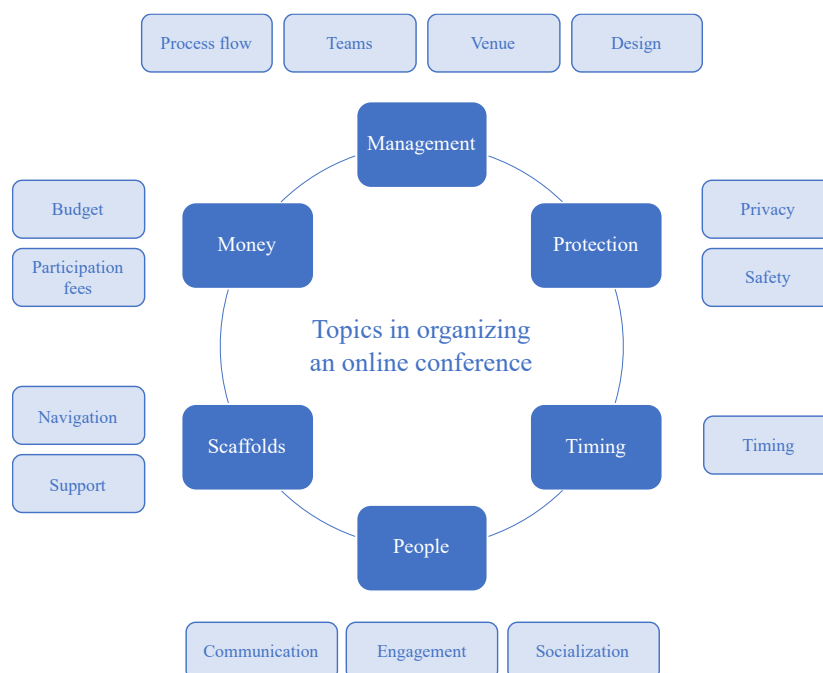 Process flow
Teams
Venue
Design
Management
Budget
Participation
fees
Money
Protection
Privacy
Safety
Topics in organizing
an online conference
Navigation
Support
Scaffolds
Timing
Timing
People
Communication
Engagement
Socialization